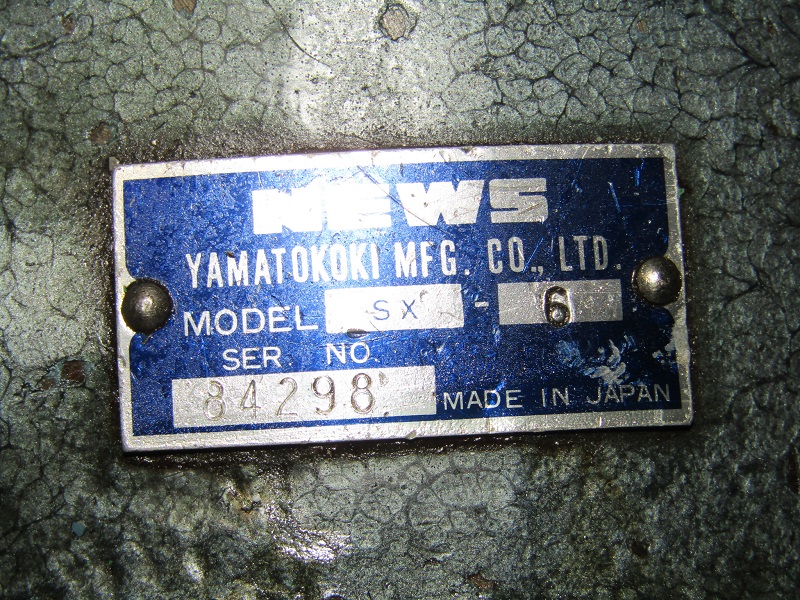 NEWS
YAMATOKOKI MFG. CO., LTD.
MODEL SX - 6
SER. NO.
84298
MADE IN JAPAN